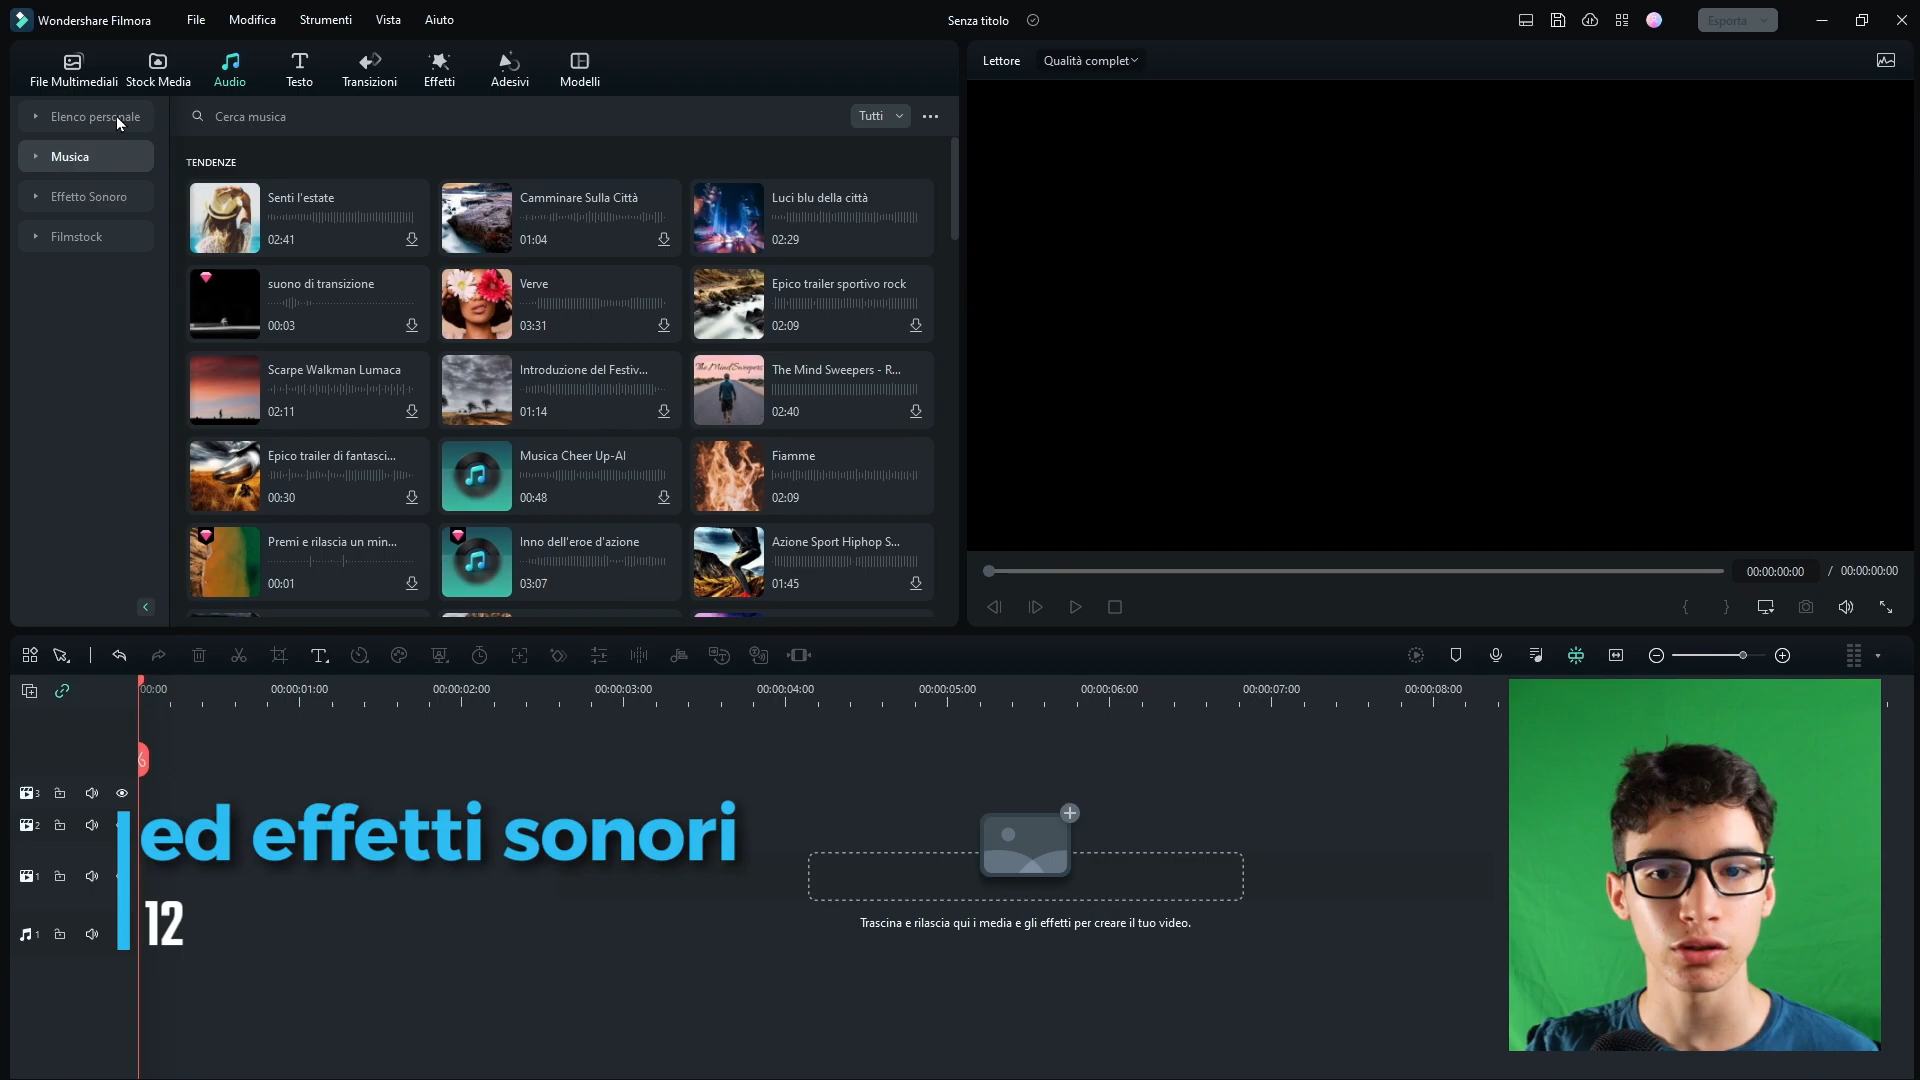 Wondershare Filmora
File
Modifica
Strumenti
Vista
Aiuto
Senza titolo
Esporta
File Multimediali
Stock Media
Audio
Testo
Transizioni
Effetti
Adesivi
Modelli
Lettore
Qualità complet
Elenco personale
Musica
Effetto Sonoro
Filmstock
Cerca musica
Tutti
TENDENZE
Senti l'estate
02:41
Camminare Sulla Città
01:04
Luci blu della città
02:29
suono di transizione
00:03
Verve
03:31
Epico trailer sportivo rock
02:09
Scarpe Walkman Lumaca
02:11
Introduzione del Festiv...
01:14
The Mind Sweepers
The Mind Sweepers - R...
02:40
Epico trailer di fantasci...
00:30
Musica Cheer Up-AI
00:48
Fiamme
02:09
Premi e rilascia un min...
00:01
Inno dell'eroe d'azione
03:07
Azione Sport Hiphop S...
01:45
00:00:00:00 / 00:00:00:00
00:00
00:00:01:00
00:00:02:00
00:00:03:00
00:00:04:00
00:00:05:00
00:00:06:00
00:00:07:00
00:00:08:00
3
2
1
1
ed effetti sonori
12
Trascina e rilascia qui i media e gli effetti per creare il tuo video.